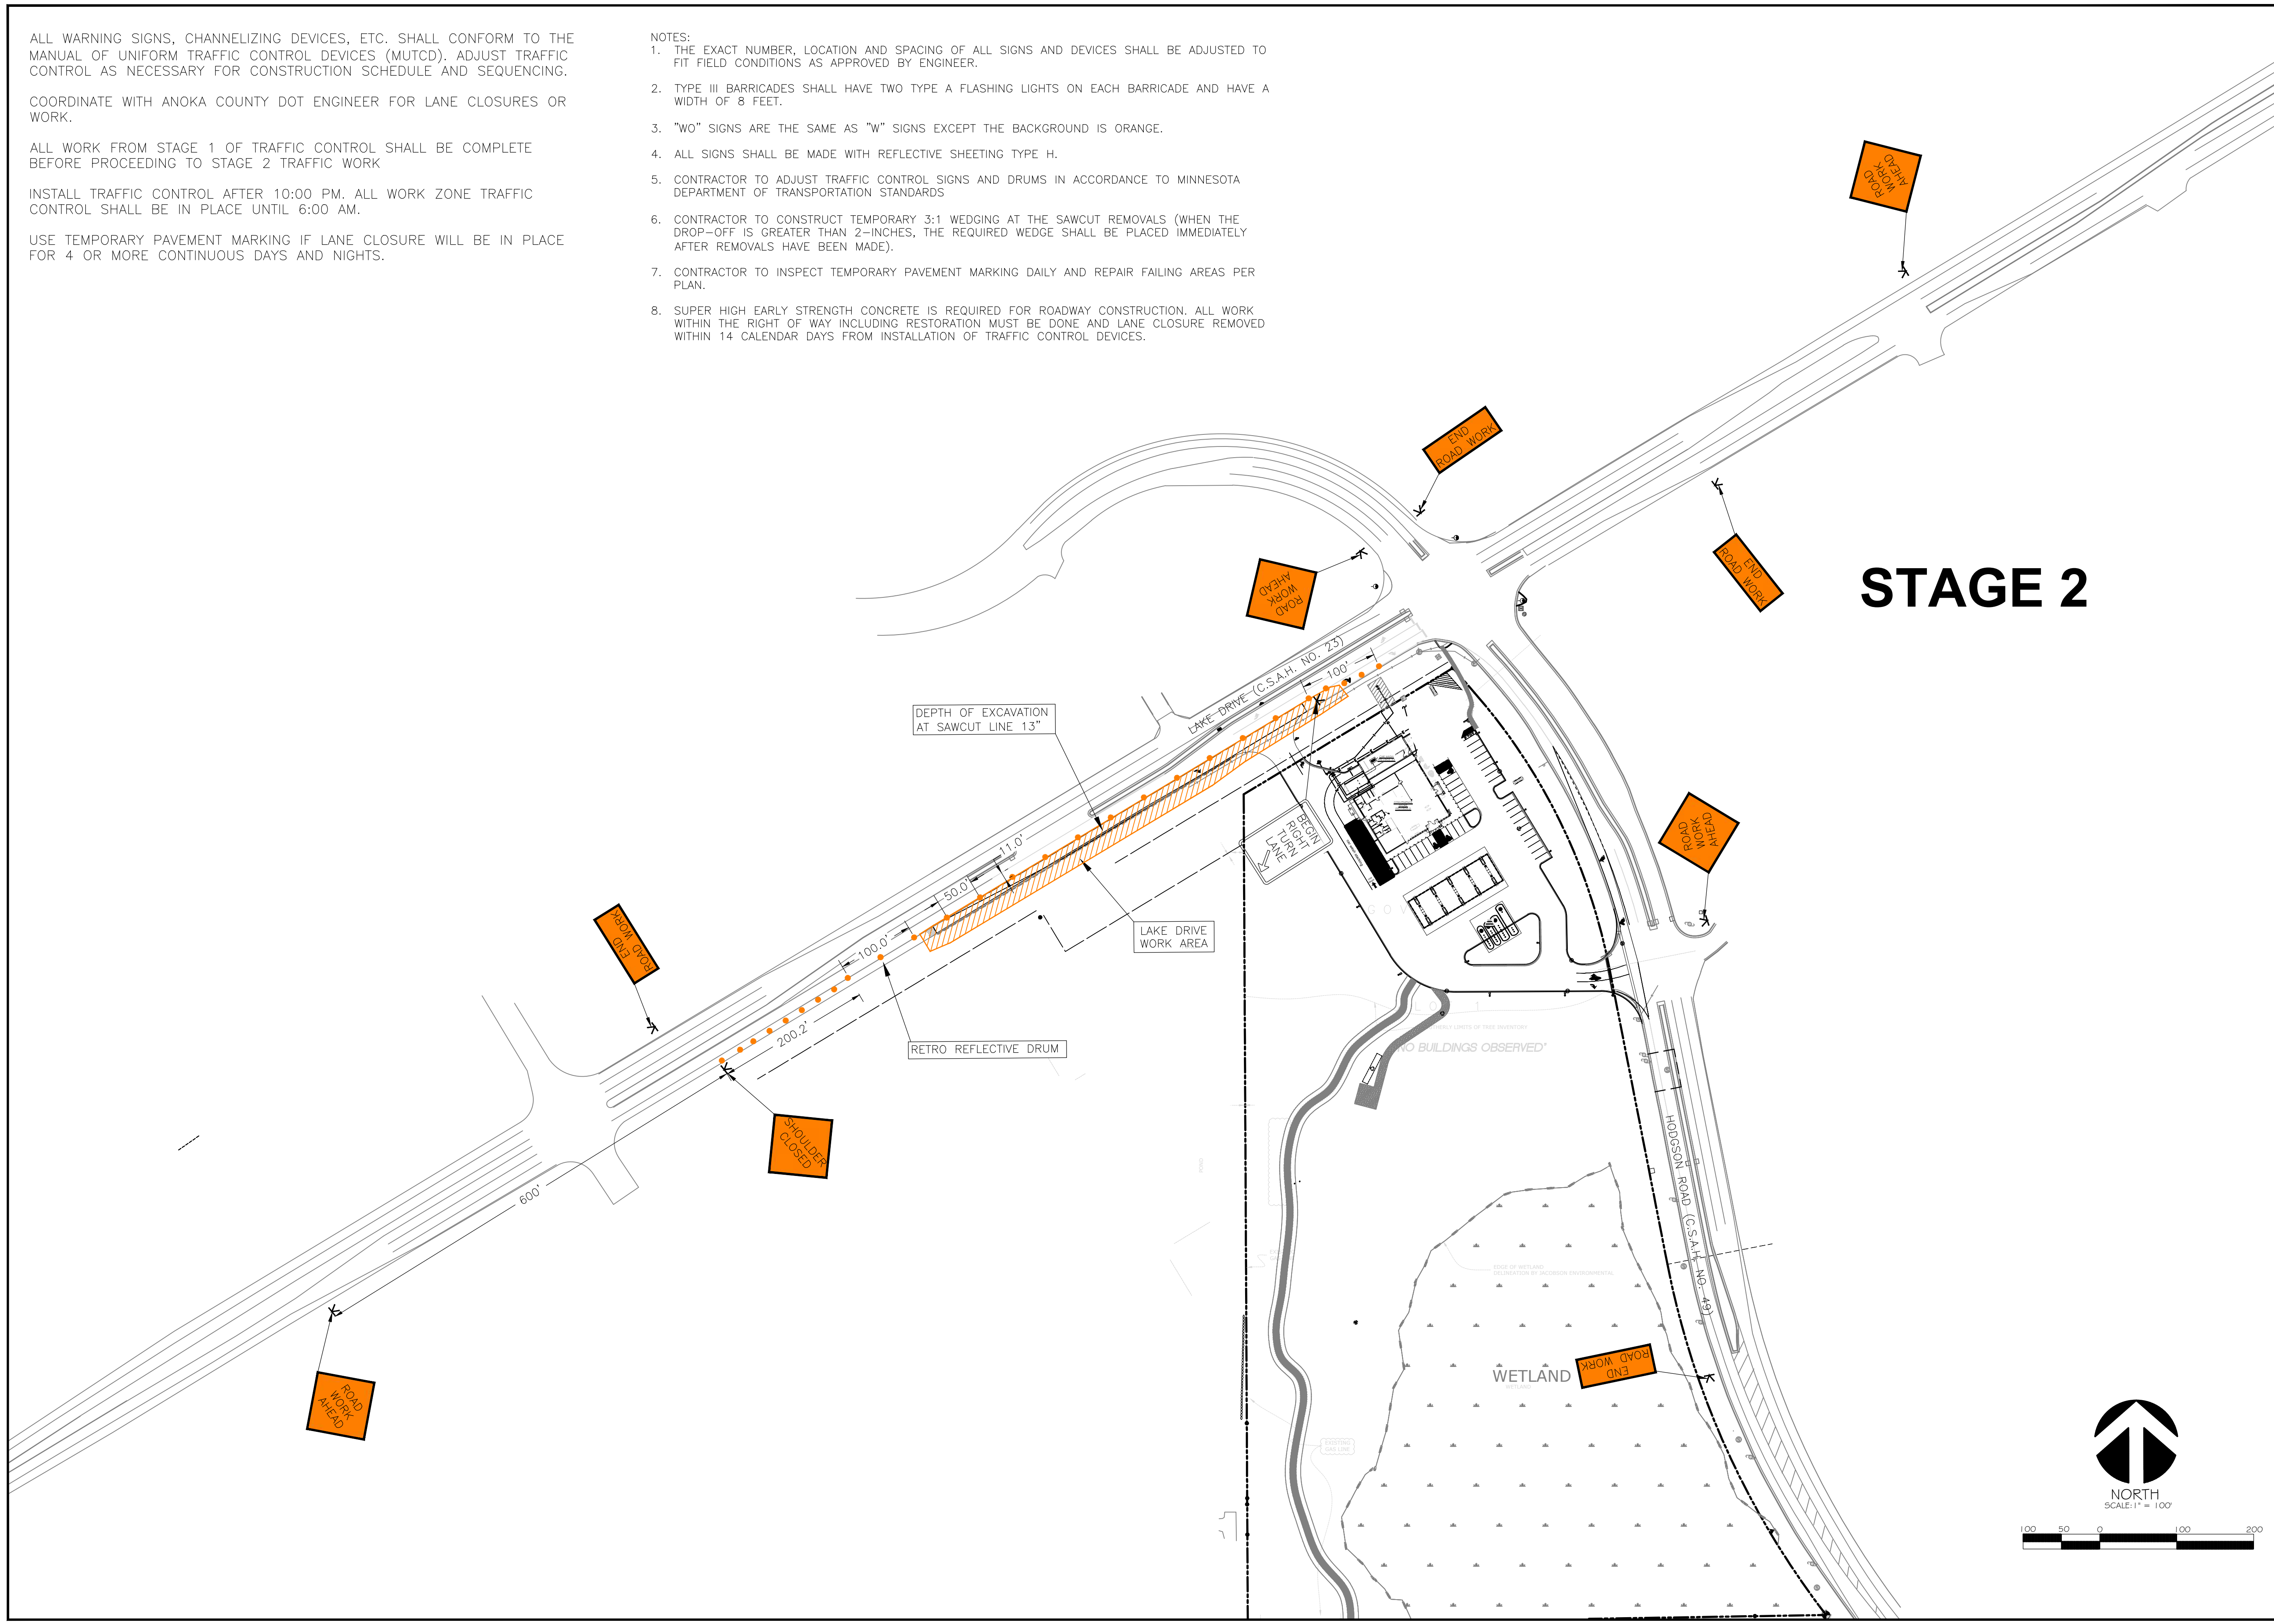 ALL WARNING SIGNS, CHANNELIZING DEVICES, ETC. SHALL CONFORM TO THE
MANUAL OF UNIFORM TRAFFIC CONTROL DEVICES (MUTCD). ADJUST TRAFFIC
CONTROL AS NECESSARY FOR CONSTRUCTION SCHEDULE AND SEQUENCING.
COORDINATE WITH ANOKA COUNTY DOT ENGINEER FOR LANE CLOSURES OR
WORK.
ALL WORK FROM STAGE 1 OF TRAFFIC CONTROL SHALL BE COMPLETE
BEFORE PROCEEDING TO STAGE 2 TRAFFIC WORK
INSTALL TRAFFIC CONTROL AFTER 10:00 PM. ALL WORK ZONE TRAFFIC
CONTROL SHALL BE IN PLACE UNTIL 6:00 AM.
USE TEMPORARY PAVEMENT MARKING IF LANE CLOSURE WILL BE IN PLACE
FOR 4 OR MORE CONTINUOUS DAYS AND NIGHTS.
NOTES:
1. THE EXACT NUMBER, LOCATION AND SPACING OF ALL SIGNS AND DEVICES SHALL BE ADJUSTED TO
FIT FIELD CONDITIONS AS APPROVED BY ENGINEER.
2. TYPE III BARRICADES SHALL HAVE TWO TYPE A FLASHING LIGHTS ON EACH BARRICADE AND HAVE A
WIDTH OF 8 FEET.
3. "WO" SIGNS ARE THE SAME AS "W" SIGNS EXCEPT THE BACKGROUND IS ORANGE.
4. ALL SIGNS SHALL BE MADE WITH REFLECTIVE SHEETING TYPE H.
5. CONTRACTOR TO ADJUST TRAFFIC CONTROL SIGNS AND DRUMS IN ACCORDANCE TO MINNESOTA
DEPARTMENT OF TRANSPORTATION STANDARDS
6. CONTRACTOR TO CONSTRUCT TEMPORARY 3:1 WEDGING AT THE SAWCUT REMOVALS (WHEN THE
DROP-OFF IS GREATER THAN 2-INCHES, THE REQUIRED WEDGE SHALL BE PLACED IMMEDIATELY
AFTER REMOVALS HAVE BEEN MADE).
7. CONTRACTOR TO INSPECT TEMPORARY PAVEMENT MARKING DAILY AND REPAIR FAILING AREAS PER
PLAN.
8. SUPER HIGH EARLY STRENGTH CONCRETE IS REQUIRED FOR ROADWAY CONSTRUCTION. ALL WORK
WITHIN THE RIGHT OF WAY INCLUDING RESTORATION MUST BE DONE AND LANE CLOSURE REMOVED
WITHIN 14 CALENDAR DAYS FROM INSTALLATION OF TRAFFIC CONTROL DEVICES.
ROAD
WORK
AHEAD
END
ROAD WORK
END
ROAD WORK
STAGE 2
ROAD
WORK
AHEAD
LAKE DRIVE (C.S.A.H. NO. 23)
100'
DEPTH OF EXCAVATION
AT SAWCUT LINE 13"
BEGIN
RIGHT
TURN
LANE
ROAD
WORK
AHEAD
11.0'
50.0'
100.0'
LAKE DRIVE
WORK AREA
END
ROAD WORK
200.2'
RETRO REFLECTIVE DRUM
LOT 1
LIMITS OF TREE INVENTORY
"NO BUILDINGS OBSERVED"
SHOULDER
CLOSED
600'
HODGSON ROAD (C.S.A.H. NO. 49)
EDGE OF WETLAND
DELINEATION BY JACOBSON ENVIRONMENTAL
ROAD
WORK
AHEAD
WETLAND
WETLAND
END
ROAD WORK
EXISTING
GAS LINE
NORTH
SCALE: 1" = 100'
100 50 0 100 200